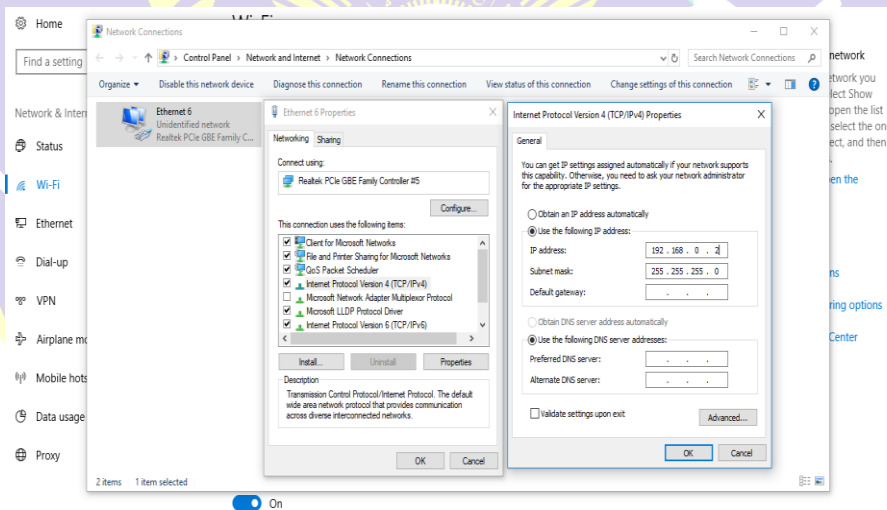 Home
Find a setting
Network & Intern
Status
Wi-Fi
Ethernet
Dial-up
VPN
Airplane mo
Mobile hots
Data usage
Proxy
Network Connections
Control Panel > Network and Internet > Network Connections
Search Network Connections
Organize
Disable this network device
Diagnose this connection
Rename this connection
View status of this connection
Change settings of this connection
Ethernet 6
Unidentified network
Realtek PCIe GBE Family C...
Ethernet 6 Properties
Networking
Sharing
Connect using:
Realtek PCIe GBE Family Controller #5
Configure...
This connection uses the following items:
Client for Microsoft Networks
File and Printer Sharing for Microsoft Networks
QoS Packet Scheduler
Internet Protocol Version 4 (TCP/IPv4)
Microsoft Network Adapter Multiplexor Protocol
Microsoft LLDP Protocol Driver
Internet Protocol Version 6 (TCP/IPv6)
Install...
Uninstall
Properties
Description
Transmission Control Protocol/Internet Protocol. The default
wide area network protocol that provides communication
across diverse interconnected networks.
OK
Cancel
Internet Protocol Version 4 (TCP/IPv4) Properties
General
You can get IP settings assigned automatically if your network supports
this capability. Otherwise, you need to ask your network administrator
for the appropriate IP settings.
Obtain an IP address automatically
Use the following IP address:
IP address: 192 . 168 . 0 . 2
Subnet mask: 255 . 255 . 255 . 0
Default gateway: . . .
Obtain DNS server address automatically
Use the following DNS server addresses:
Preferred DNS server: . . .
Alternate DNS server: . . .
Validate settings upon exit
Advanced...
OK
Cancel
2 items
1 item selected
On
network
etwork you
lect Show
open the list
select the on
ect, and then
en the
ns
ring options
Center